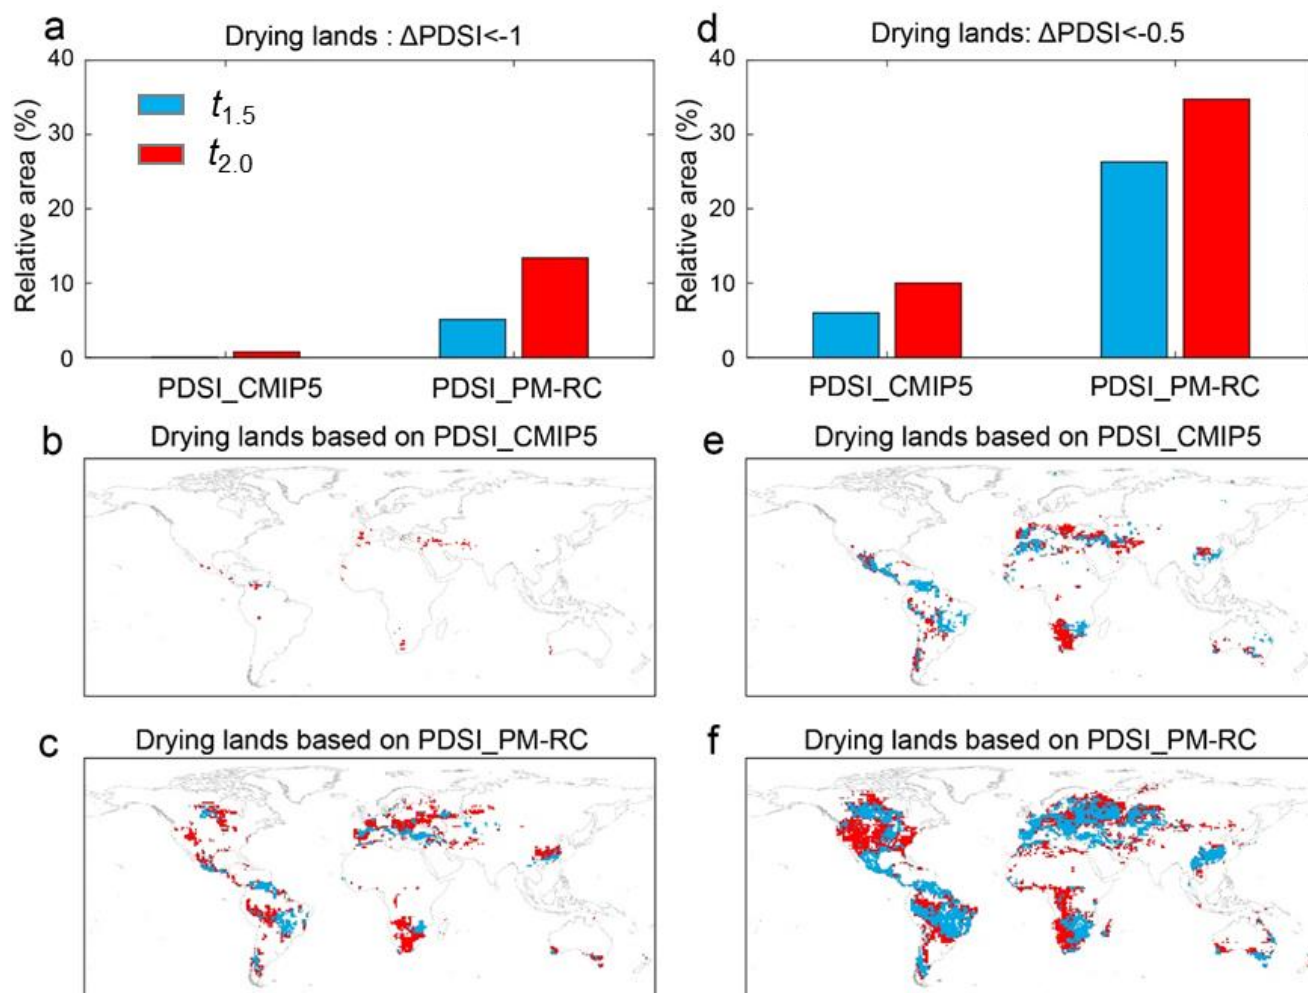 a
Drying lands : ΔPDSI<-1
40
30
20
10
0
Relative area (%)
t1.5
t2.0
PDSI_CMIP5
PDSI_PM-RC
d
Drying lands: ΔPDSI<-0.5
40
30
20
10
0
Relative area (%)
PDSI_CMIP5
PDSI_PM-RC
b
Drying lands based on PDSI_CMIP5
e
Drying lands based on PDSI_CMIP5
c
Drying lands based on PDSI_PM-RC
f
Drying lands based on PDSI_PM-RC